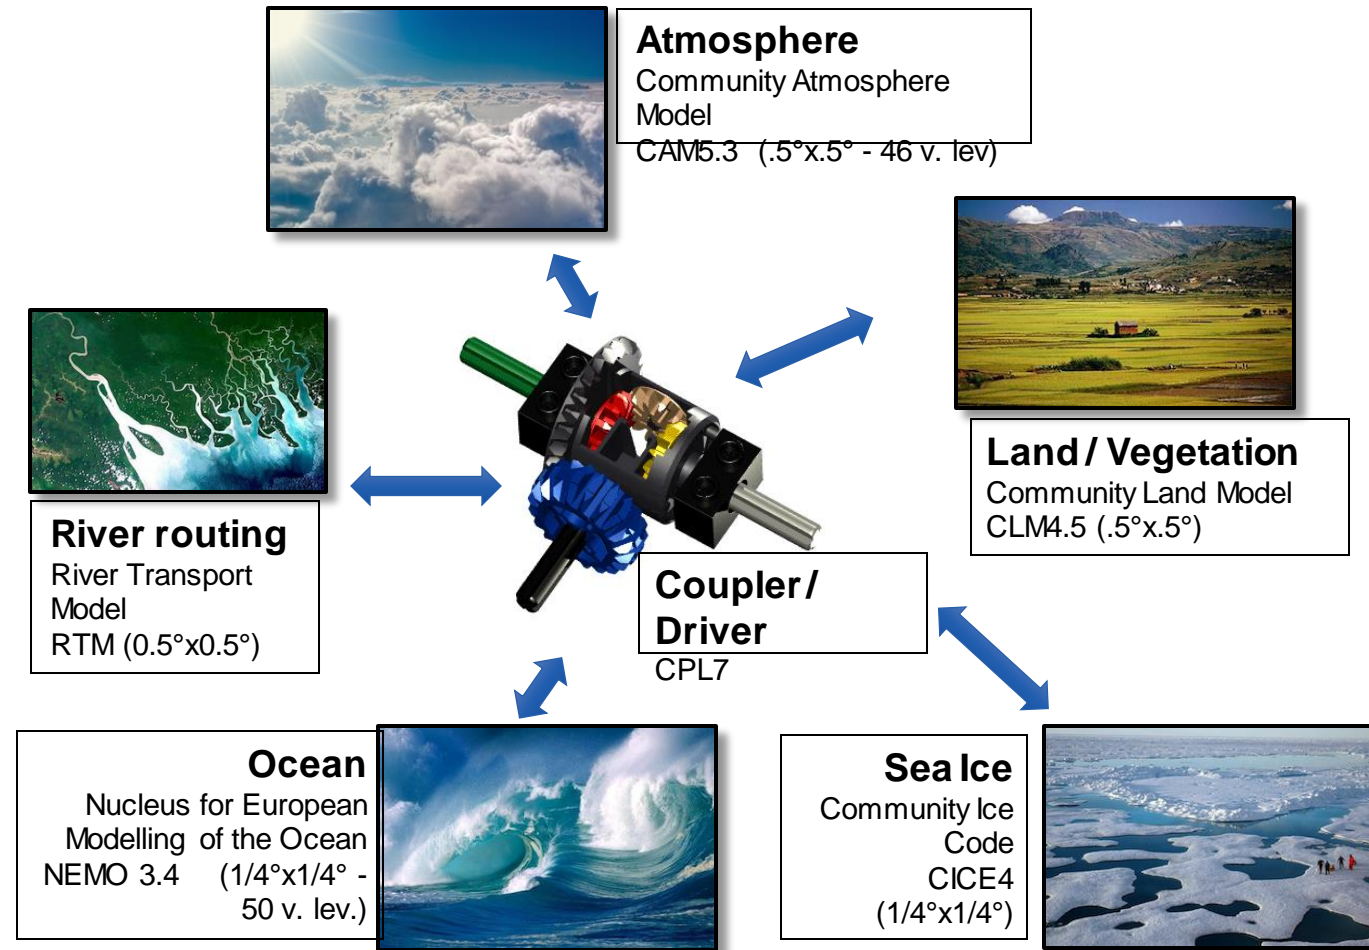 Atmosphere
Community Atmosphere
Model
CAM5.3 (.5°x.5° - 46 v. lev)
Land / Vegetation
Community Land Model
CLM4.5 (.5°x.5°)
River routing
River Transport
Model
RTM (0.5°x0.5°)
Coupler /
Driver
CPL7
Ocean
Nucleus for European
Modelling of the Ocean
NEMO 3.4 (1/4°x1/4° -
50 v. lev.)
Sea Ice
Community Ice
Code
CICE4
(1/4°x1/4°)